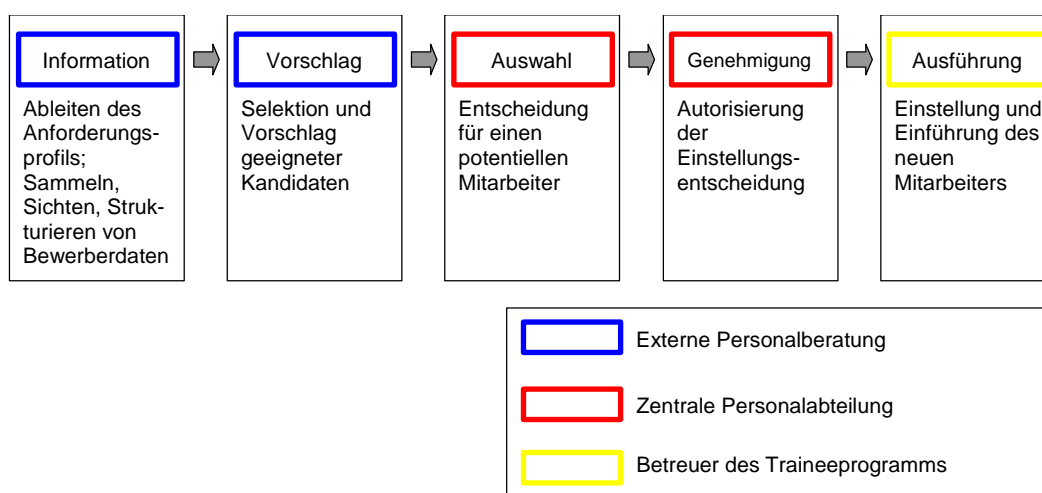 Information
Ableiten des
Anforderungs-
profils;
Sammeln,
Sichten, Struk-
turieren von
Bewerberdaten
Vorschlag
Selektion und
Vorschlag
geeigneter
Kandidaten
Auswahl
Entscheidung
für einen
potentiellen
Mitarbeiter
Genehmigung
Autorisierung
der
Einstellungs-
entscheidung
Ausführung
Einstellung und
Einführung des
neuen
Mitarbeiters
Externe Personalberatung
Zentrale Personalabteilung
Betreuer des Traineeprogramms